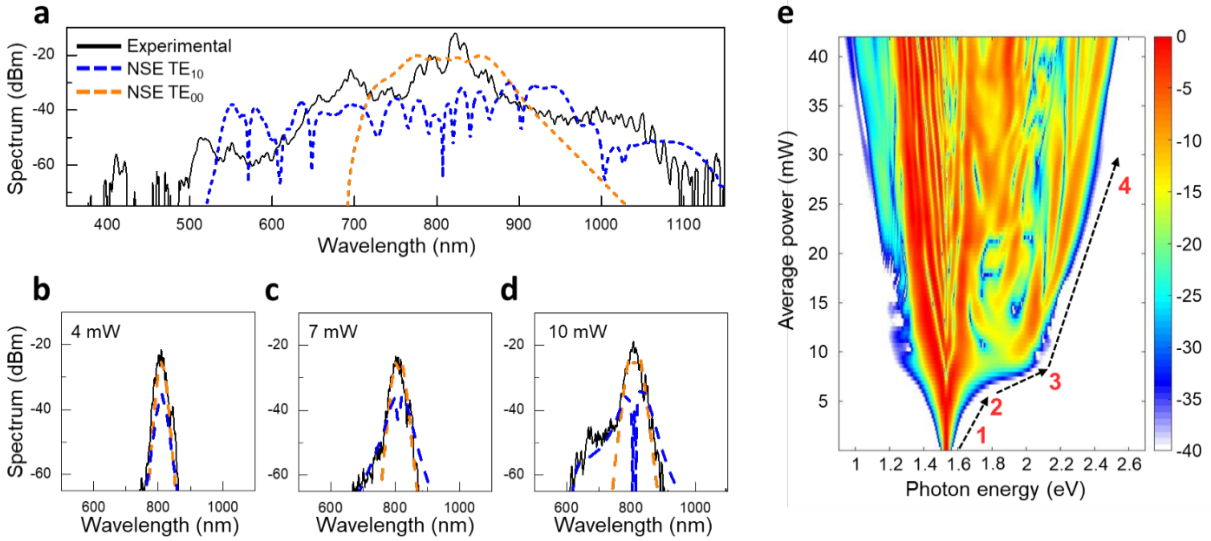 a
Spectrum (dBm)
-20
-40
-60
Experimental
NSE TE10
NSE TE00
400 500 600 700 800 900 1000 1100
Wavelength (nm)
b
4 mW
Spectrum (dBm)
-20
-40
-60
600 800 1000
Wavelength (nm)
c
7 mW
-20
-40
-60
600 800 1000
Wavelength (nm)
d
10 mW
-20
-40
-60
600 800 1000
Wavelength (nm)
e
Average power (mW)
40
35
30
25
20
15
10
5
1 1.2 1.4 1.6 1.8 2 2.2 2.4 2.6
Photon energy (eV)
1
2
3
4
0
-5
-10
-15
-20
-25
-30
-35
-40